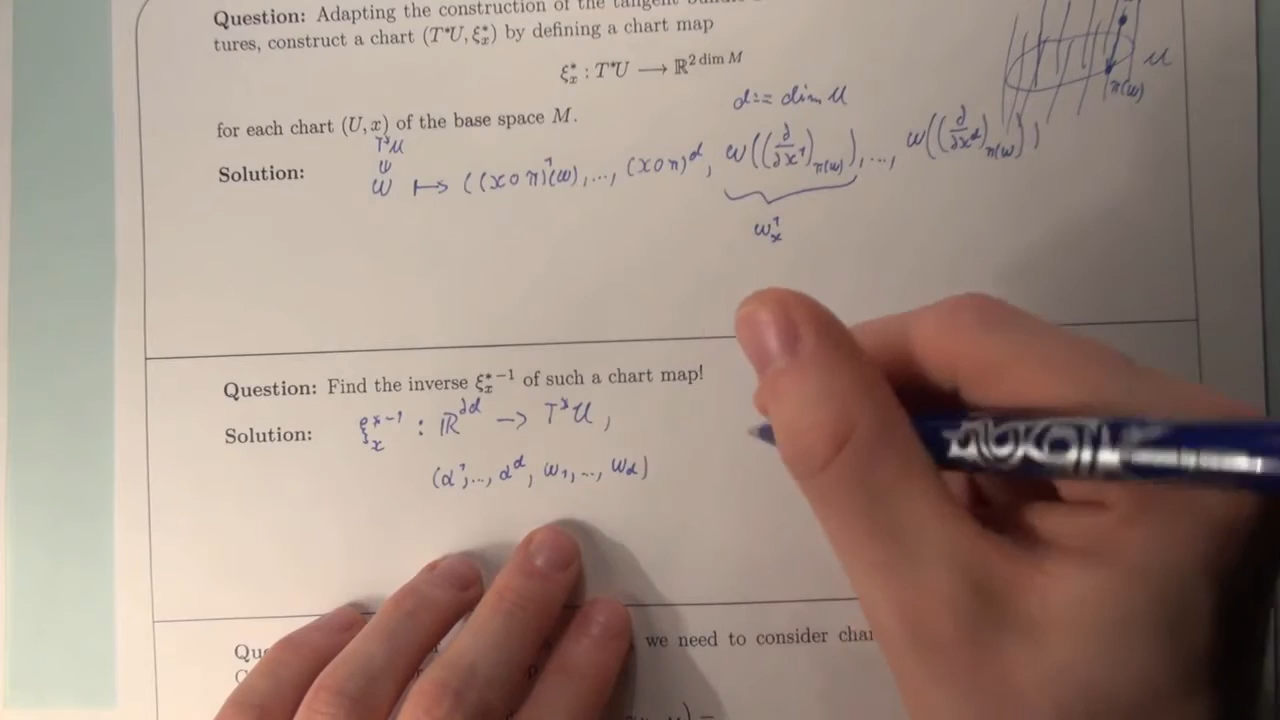 Question: Adapting the construction of the tangent
tures, construct a chart (T*U, ξ*ₓ) by defining a chart map
ξ*ₓ : T*U ⟶ ℝ^{2 dim M}
d := dim M
for each chart (U, x) of the base space M.
U
π(ω)
T*U
∪
Solution: ω ↦ ((x∘π)¹(ω), ..., (x∘π)^d, ω((∂/∂x¹)_{π(ω)}), ..., ω((∂/∂x^d)_{π(ω)}))
ω¹ₓ
Question: Find the inverse ξ*ₓ⁻¹ of such a chart map!
Solution: ξₓ^{*-1} : ℝ^{2d} → T*U,
(α¹, ..., α^d, ω₁, ..., ω_d)
we need to consider